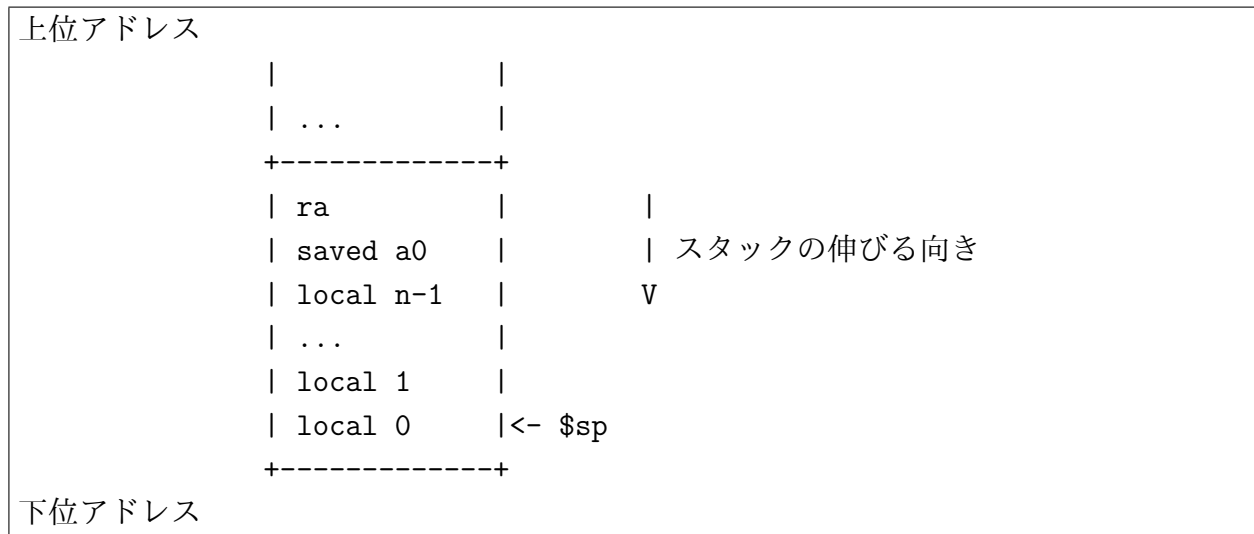 上位アドレス
|             |
| ...         |
+-------------+
| ra          |        |
| saved a0    |        | スタックの伸びる向き
| local n-1   |        V
| ...         |
| local 1     |
| local 0     |<- $sp
+-------------+
下位アドレス